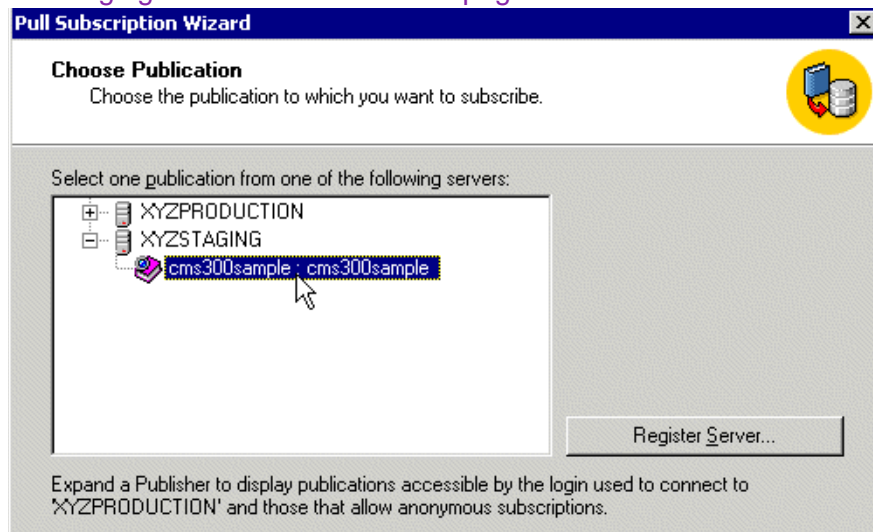 Pull Subscription Wizard
Choose Publication
Choose the publication to which you want to subscribe.
Select one publication from one of the following servers:
XYZPRODUCTION
XYZSTAGING
cms300sample : cms300sample
Register Server...
Expand a Publisher to display publications accessible by the login used to connect to
'XYZPRODUCTION' and those that allow anonymous subscriptions.